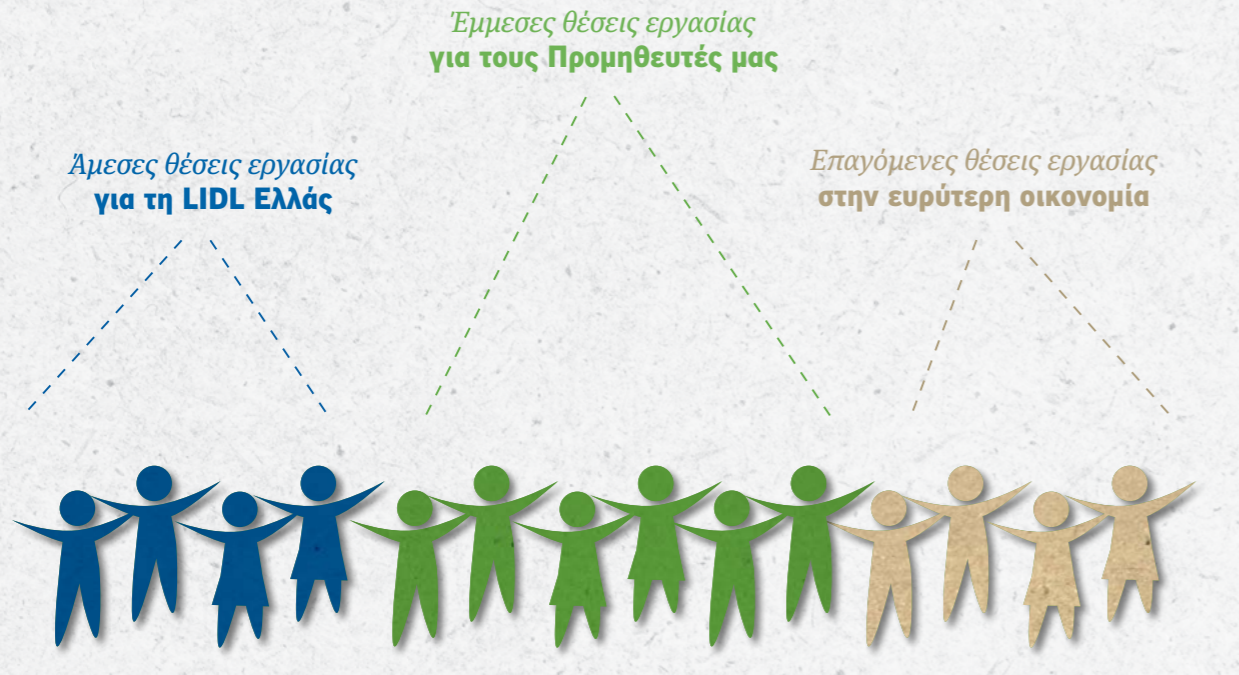 Έμμεσες θέσεις εργασίας
για τους Προμηθευτές μας
Άμεσες θέσεις εργασίας
για τη LIDL Ελλάς
Επαγόμενες θέσεις εργασίας
στην ευρύτερη οικονομία